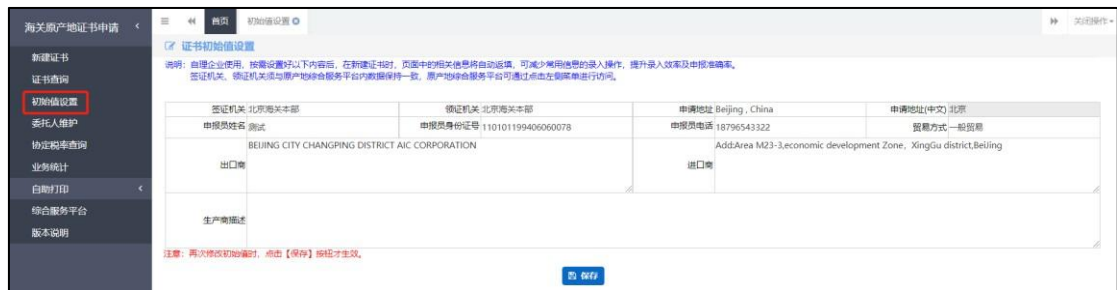 海关原产地证书申请
首页
初始值设置
关闭操作
新建证书
证书查询
初始值设置
委托人维护
协定税率查询
业务统计
自助打印
综合服务平台
版本说明
证书初始值设置
说明：自理企业使用，按需设置好以下内容后，在新建证书时，页面中的相关信息将自动返填，可减少常用信息的录入操作，提升录入效率及申报准确率。
签证机关、领证机关须与原产地综合服务平台内数据保持一致，原产地综合服务平台可通过点击左侧菜单进行访问。
签证机关 北京海关本部 领证机关 北京海关本部 申请地址 Beijing , China 申请地址(中文) 北京
申报员姓名 测试 申报员身份证号 110101199406060078 申报员电话 18796543322 贸易方式 一般贸易
出口商 BEIJING CITY CHANGPING DISTRICT AIC CORPORATION 进口商 Add:Area M23-3,economic development Zone，XingGu district,BeiJing
生产商描述
注意：再次修改初始值时，点击【保存】按钮才生效。
保存